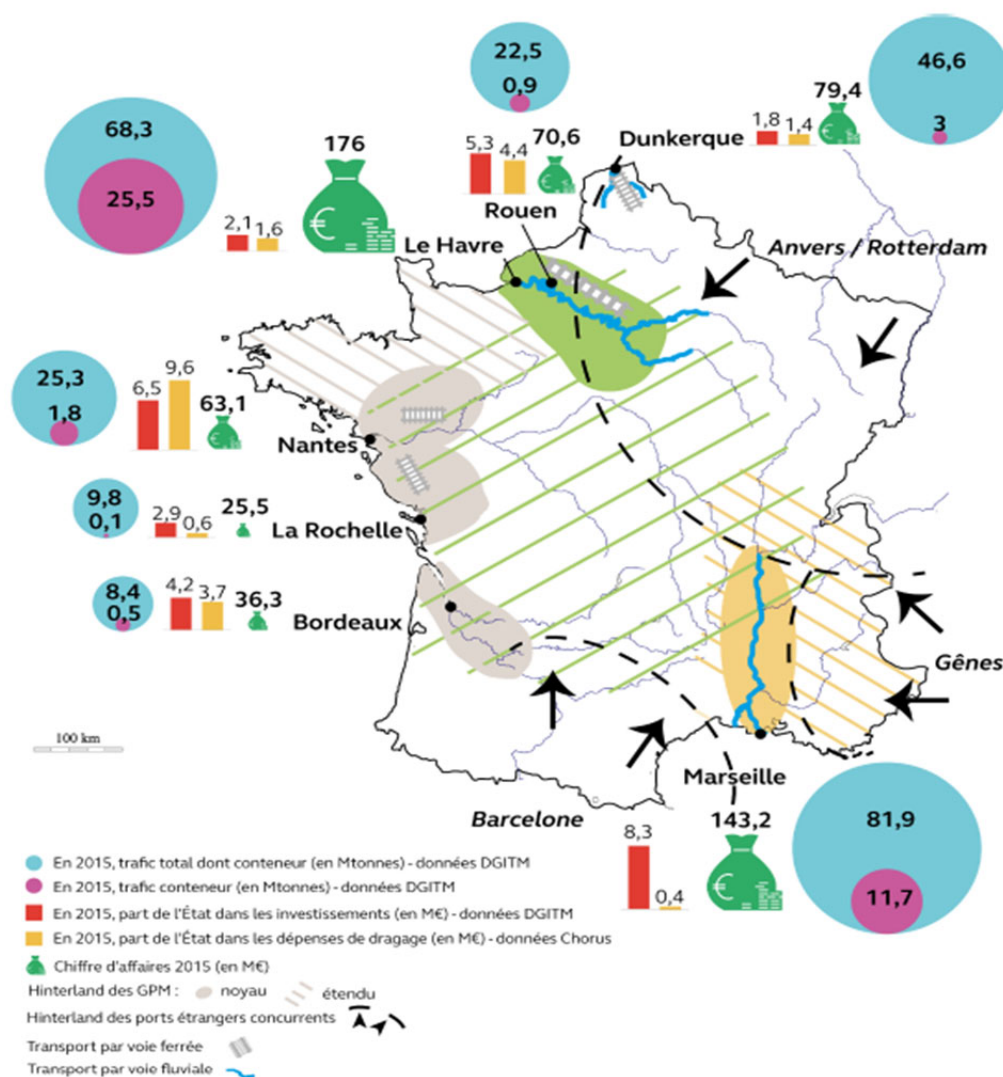 22,5
0,9
46,6
3
79,4
1,8
1,4
68,3
25,5
176
2,1
1,6
5,3
4,4
70,6
Dunkerque
Rouen
Le Havre
Anvers / Rotterdam
25,3
1,8
6,5
9,6
63,1
Nantes
9,8
0,1
2,9
0,6
25,5
La Rochelle
8,4
0,5
4,2
3,7
36,3
Bordeaux
Gênes
100 km
Marseille
Barcelone
8,3
0,4
143,2
81,9
11,7
En 2015, trafic total dont conteneur (en Mtonnes) - données DGITM
En 2015, trafic conteneur (en Mtonnes) - données DGITM
En 2015, part de l'État dans les investissements (en M€) - données DGITM
En 2015, part de l'État dans les dépenses de dragage (en M€) - données Chorus
Chiffre d'affaires 2015 (en M€)
Hinterland des GPM : noyau étendu
Hinterland des ports étrangers concurrents
Transport par voie ferrée
Transport par voie fluviale